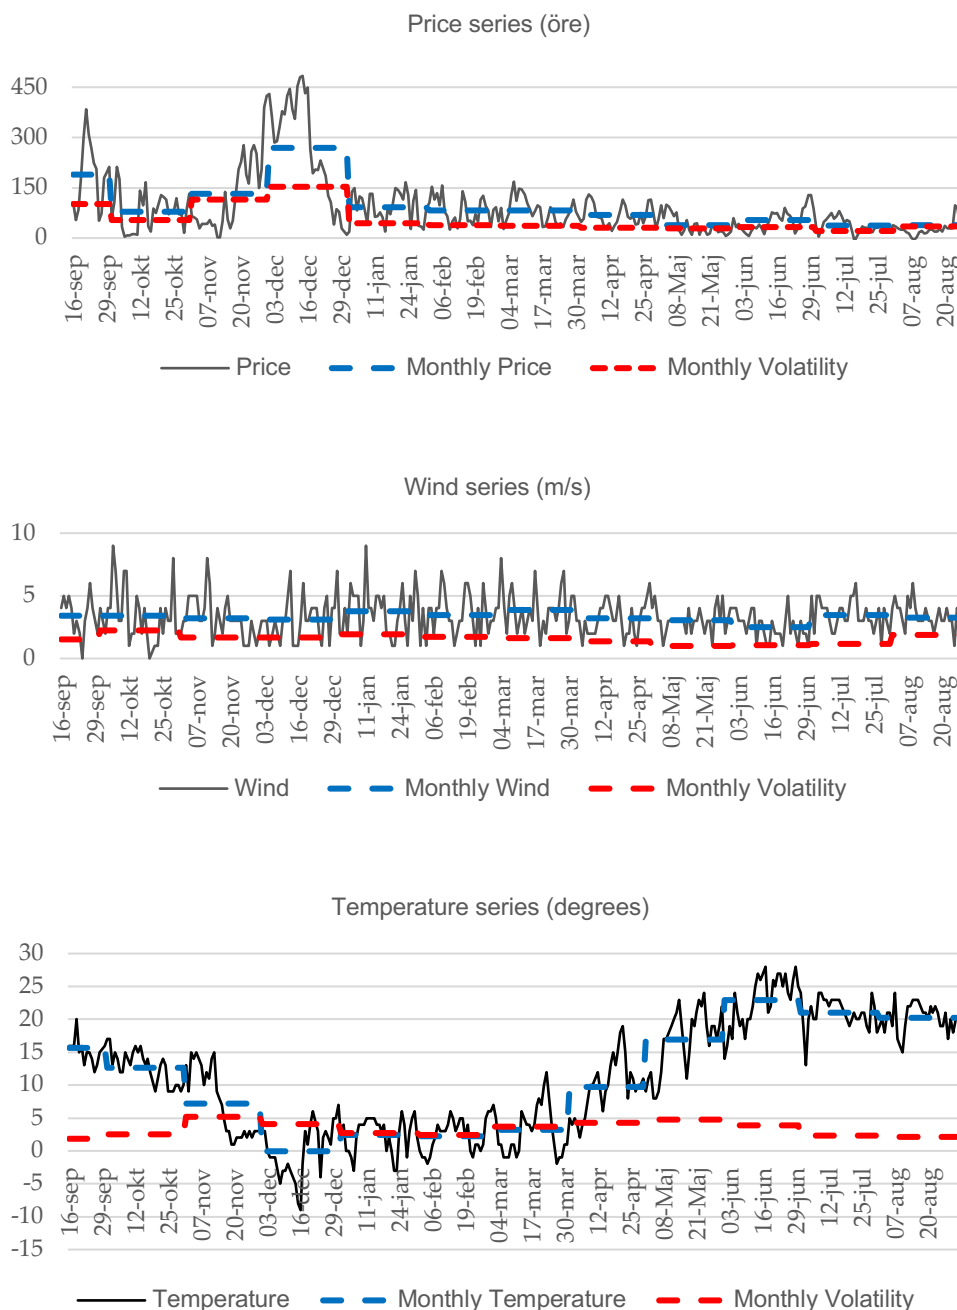 Price series (öre)
450
300
150
0
16-sep
29-sep
12-okt
25-okt
07-nov
20-nov
03-dec
16-dec
29-dec
11-jan
24-jan
06-feb
19-feb
04-mar
17-mar
30-mar
12-apr
25-apr
08-Maj
21-Maj
03-jun
16-jun
29-jun
12-jul
25-jul
07-aug
20-aug
Price Monthly Price Monthly Volatility
Wind series (m/s)
10
5
0
16-sep
29-sep
12-okt
25-okt
07-nov
20-nov
03-dec
16-dec
29-dec
11-jan
24-jan
06-feb
19-feb
04-mar
17-mar
30-mar
12-apr
25-apr
08-Maj
21-Maj
03-jun
16-jun
29-jun
12-jul
25-jul
07-aug
20-aug
Wind Monthly Wind Monthly Volatility
Temperature series (degrees)
30
25
20
15
10
5
0
-5
-10
-15
16-sep
29-sep
12-okt
25-okt
07-nov
20-nov
03-dec
16-dec
29-dec
11-jan
24-jan
06-feb
19-feb
04-mar
17-mar
30-mar
12-apr
25-apr
08-Maj
21-Maj
03-jun
16-jun
29-jun
12-jul
25-jul
07-aug
20-aug
Temperature Monthly Temperature Monthly Volatility